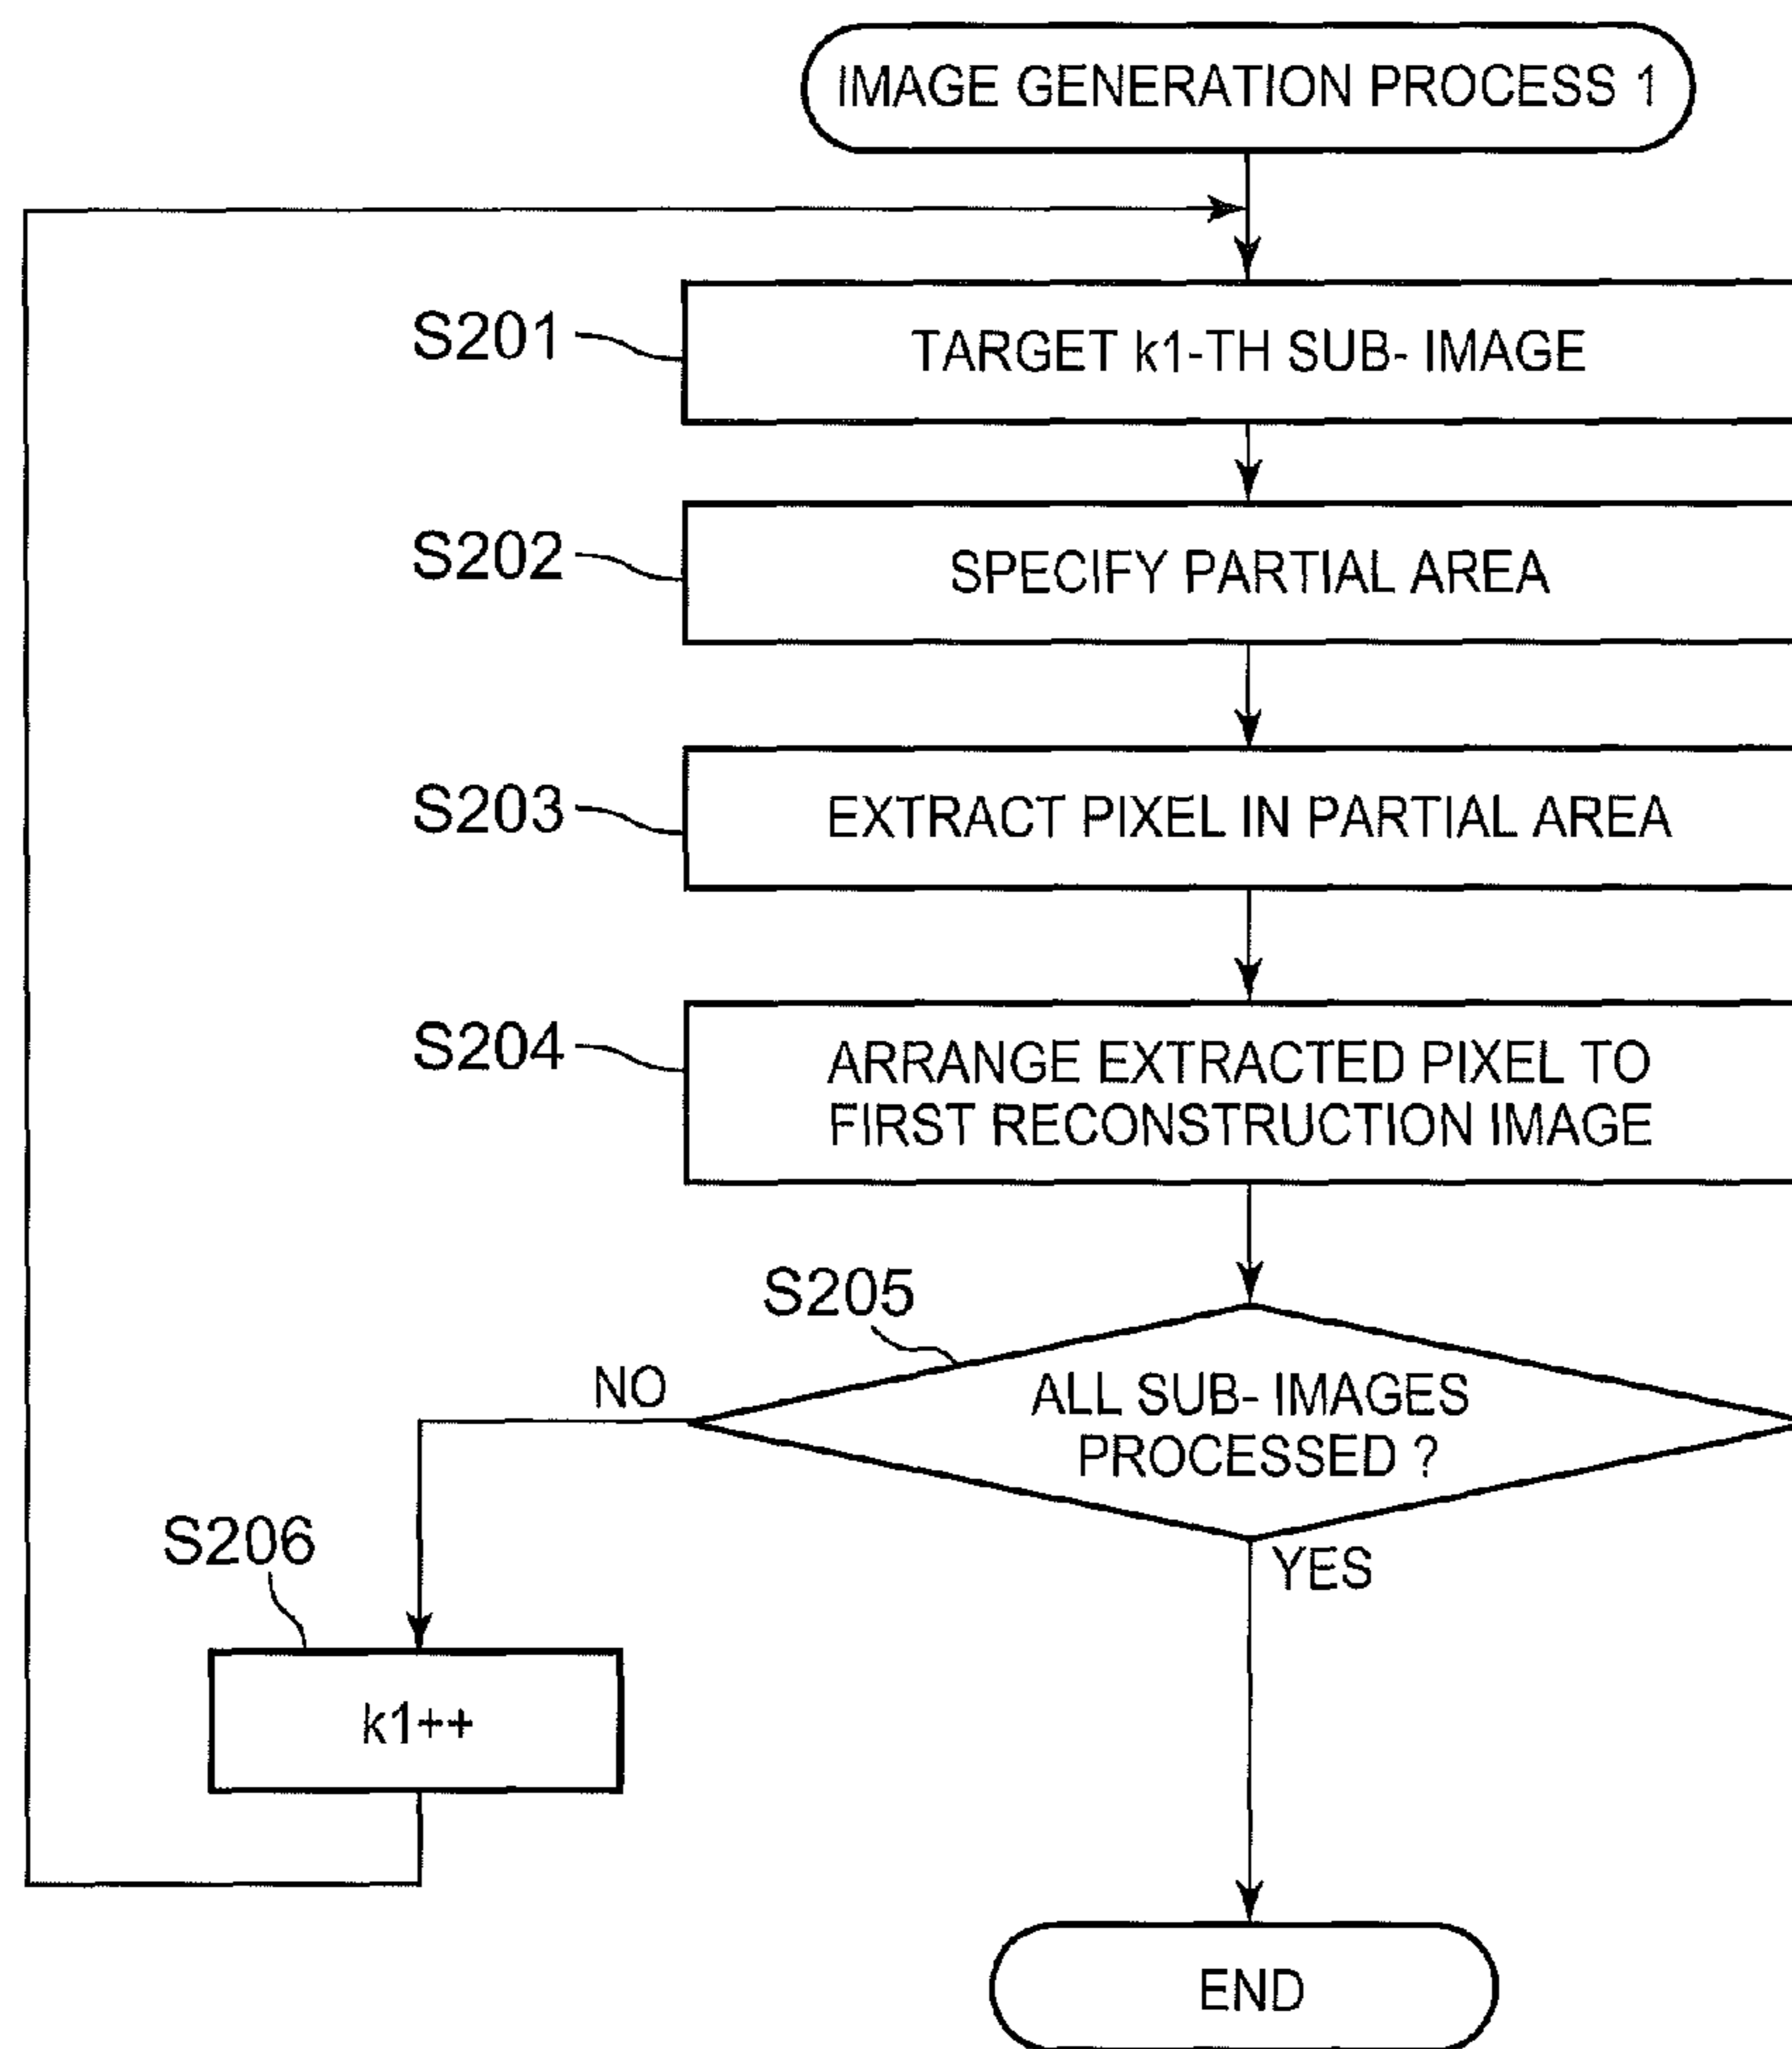 IMAGE GENERATION PROCESS 1
S201
TARGET k1-TH SUB- IMAGE
S202
SPECIFY PARTIAL AREA
S203
EXTRACT PIXEL IN PARTIAL AREA
S204
ARRANGE EXTRACTED PIXEL TO
FIRST RECONSTRUCTION IMAGE
S205
NO
ALL SUB- IMAGES
PROCESSED ?
S206
YES
k1++
END